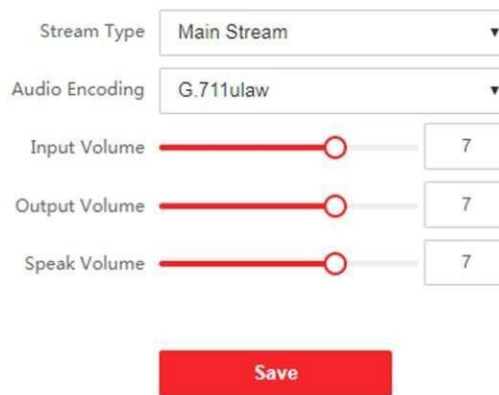 Stream Type Main Stream
Audio Encoding G.711ulaw
Input Volume 7
Output Volume 7
Speak Volume 7
Save